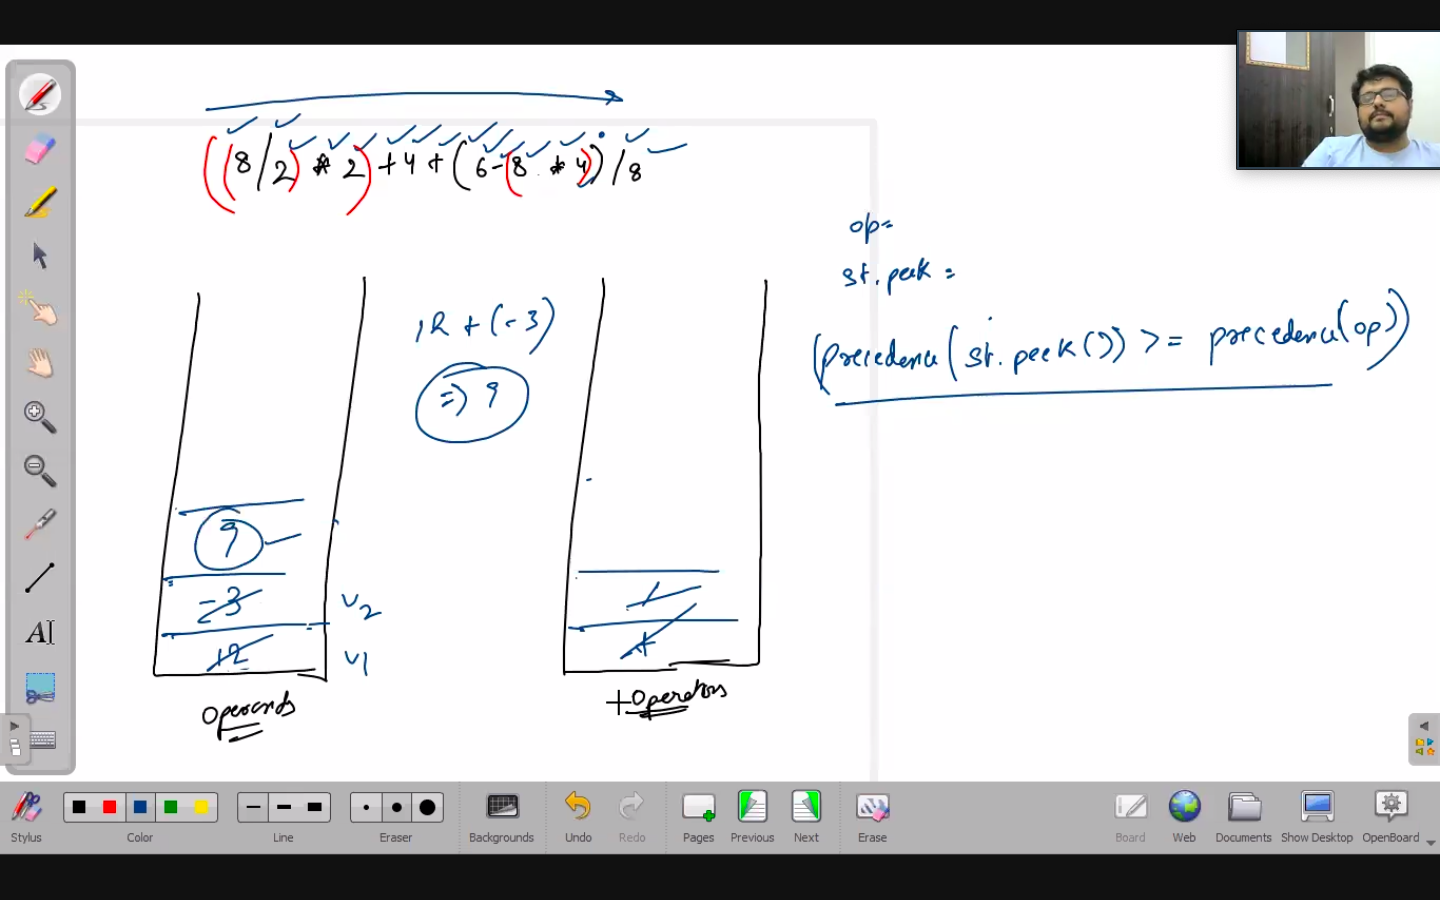 ((8/2) * 2) + 4 + (6-(8 * 4)) / 8
op=
st.peek =
12 + (-3)
(precedence(st.peek()) >= precedence(op))
=) 9
9
-3 v2
12 v1
/
+
Operands
+Operators
Stylus
Color
Line
Eraser
Backgrounds
Undo
Redo
Pages
Previous
Next
Erase
Board
Web
Documents
Show Desktop
OpenBoard